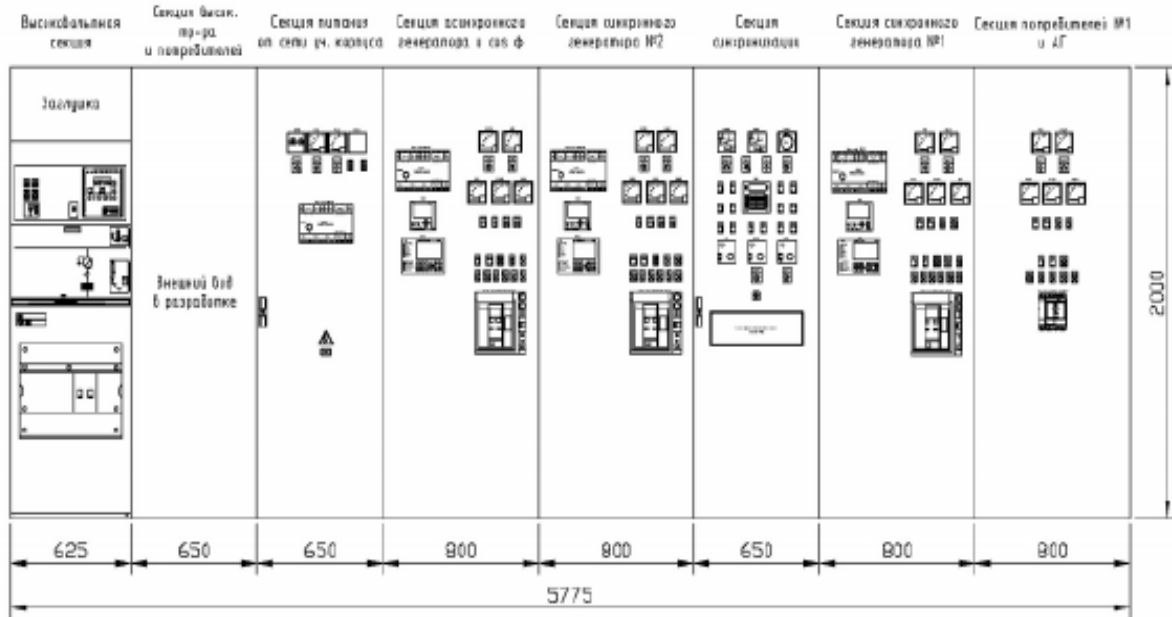 Высоковольтная
секция
Секция высок.
тр-ра
и потребителей
Секция питания
от сети уч. корпуса
Секция асинхронного
генератора и cos ф
Секция синхронного
генератора №2
Секция
синхронизации
Секция синхронного
генератора №1
Секция потребителей №1
и АГ
Заглушка
Внешний вид
в разработке
2000
625
650
650
800
800
650
800
800
5775